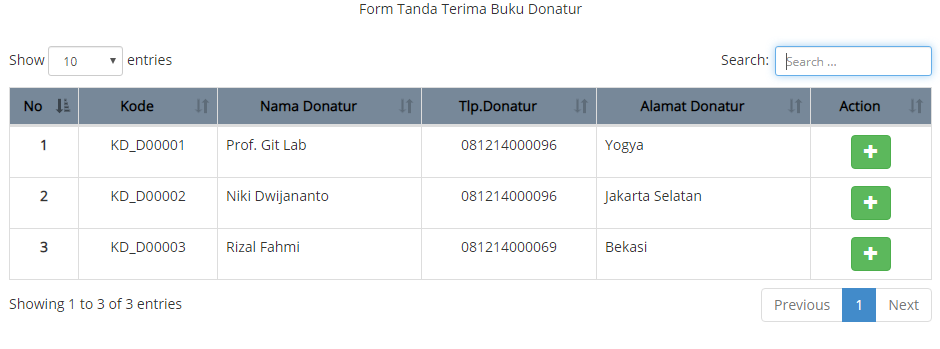 Form Tanda Terima Buku Donatur
Show 10 entries Search: Search ...
No Kode Nama Donatur Tlp.Donatur Alamat Donatur Action
1 KD_D00001 Prof. Git Lab 081214000096 Yogya
2 KD_D00002 Niki Dwijananto 081214000096 Jakarta Selatan
3 KD_D00003 Rizal Fahmi 081214000069 Bekasi
Showing 1 to 3 of 3 entries Previous 1 Next